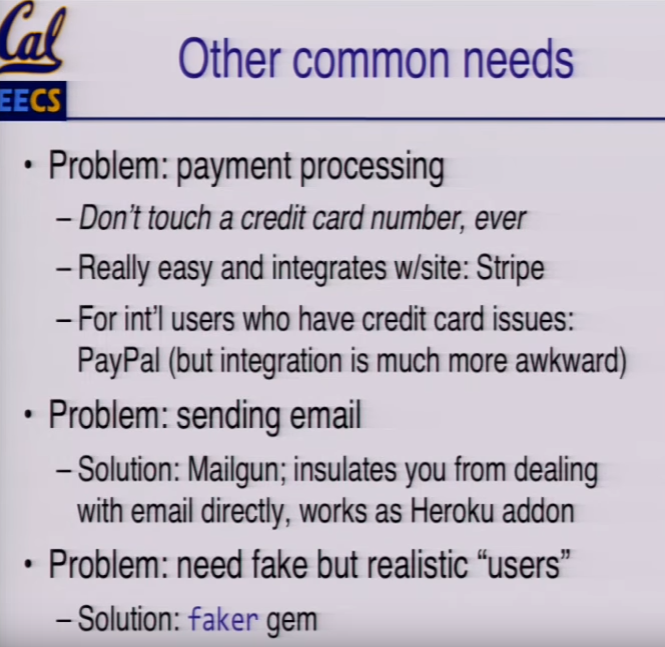 Cal
EECS
Other common needs
• Problem: payment processing
– Don't touch a credit card number, ever
– Really easy and integrates w/site: Stripe
– For int'l users who have credit card issues:
PayPal (but integration is much more awkward)
• Problem: sending email
– Solution: Mailgun; insulates you from dealing
with email directly, works as Heroku addon
• Problem: need fake but realistic “users”
– Solution: faker gem